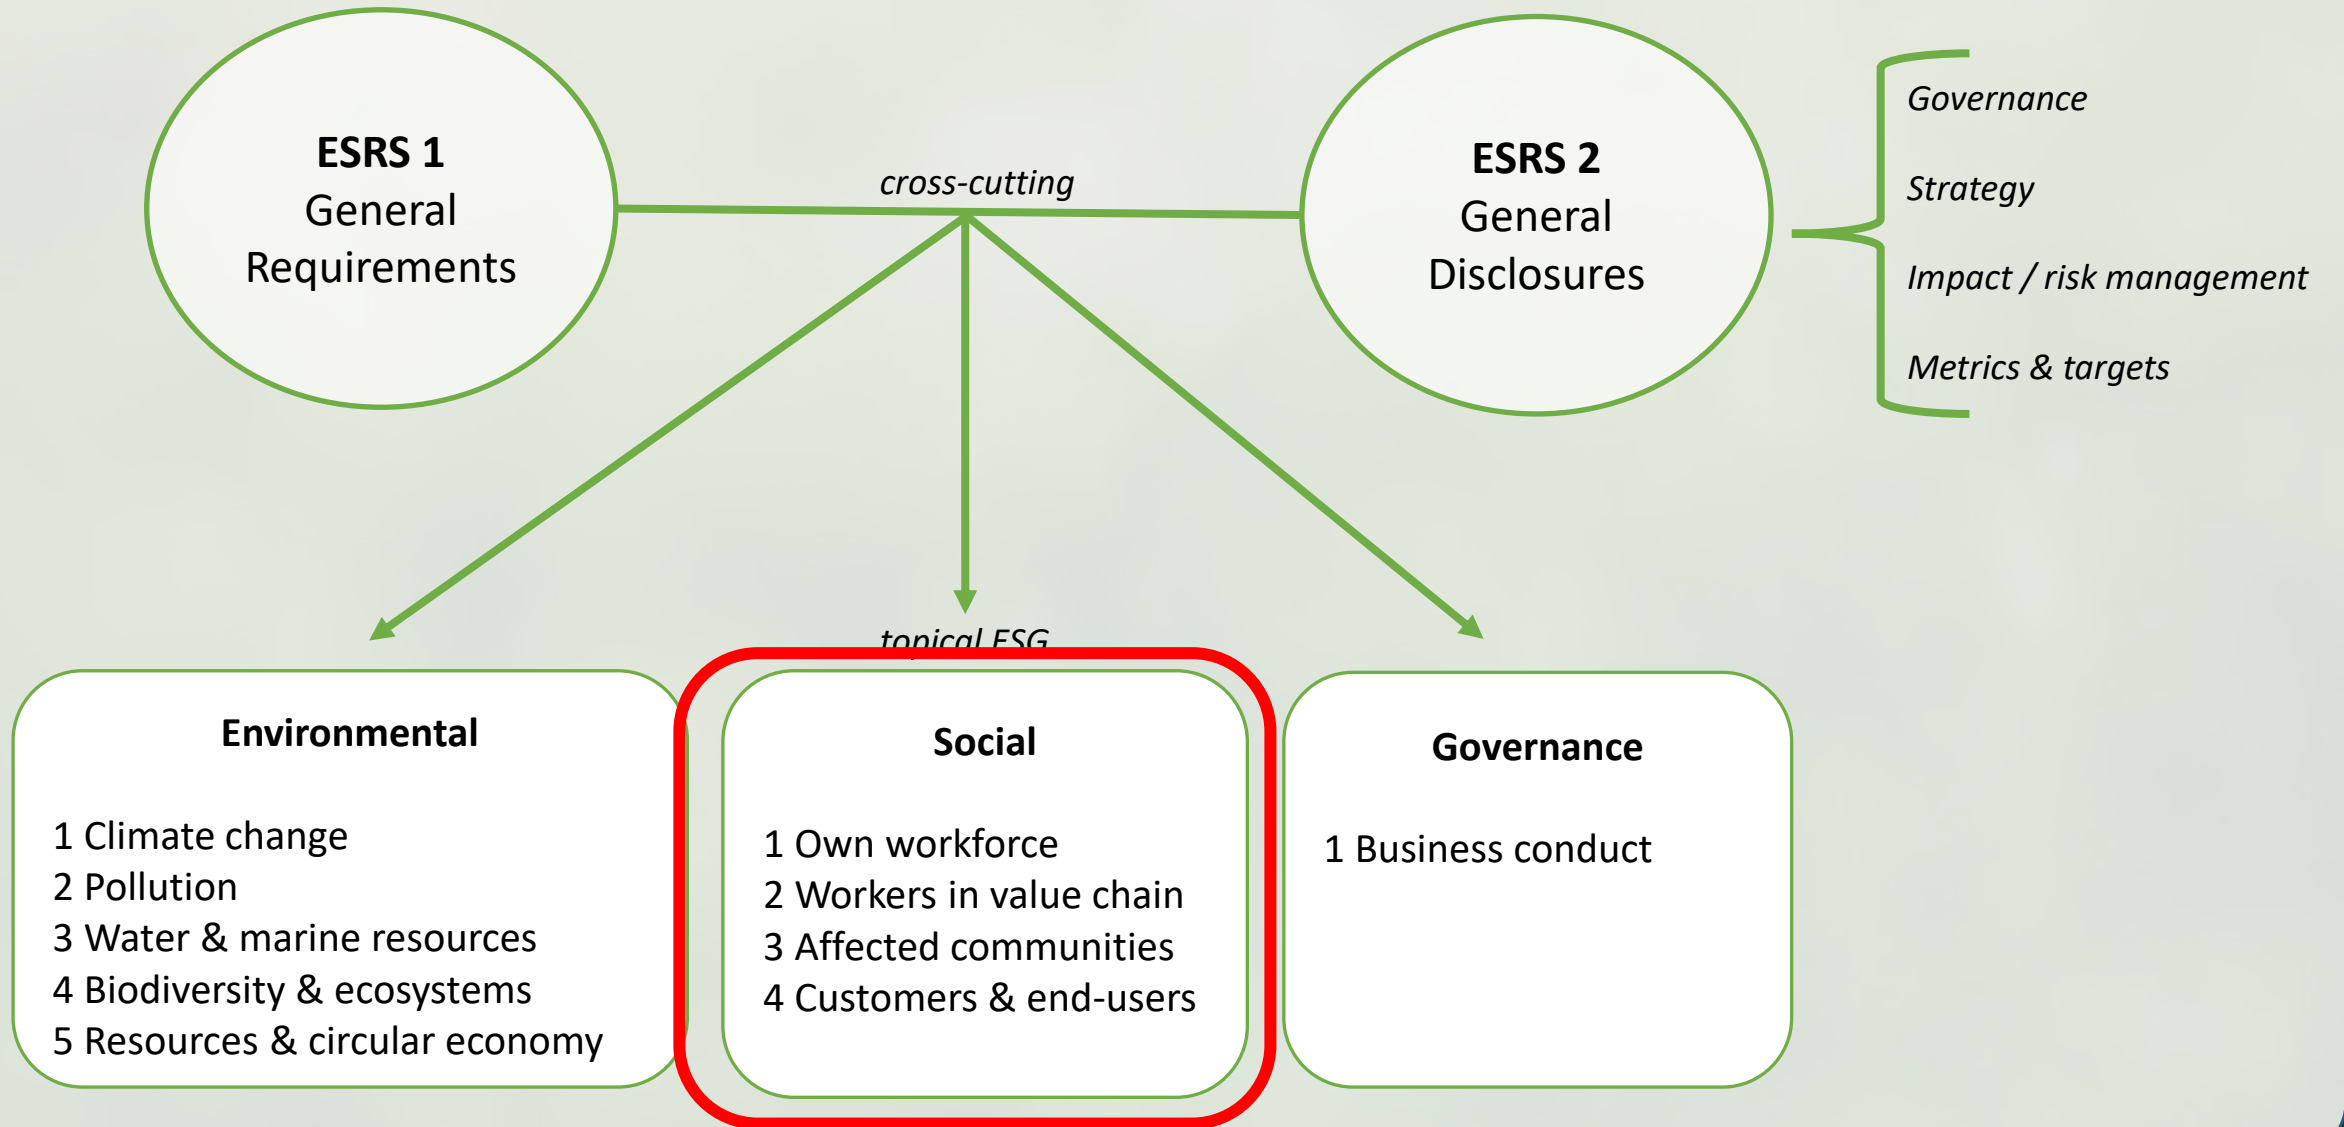 ESRS 1
General
Requirements
cross-cutting
ESRS 2
General
Disclosures
Governance
Strategy
Impact / risk management
Metrics & targets
topical ESG
Environmental
1 Climate change
2 Pollution
3 Water & marine resources
4 Biodiversity & ecosystems
5 Resources & circular economy
Social
1 Own workforce
2 Workers in value chain
3 Affected communities
4 Customers & end-users
Governance
1 Business conduct